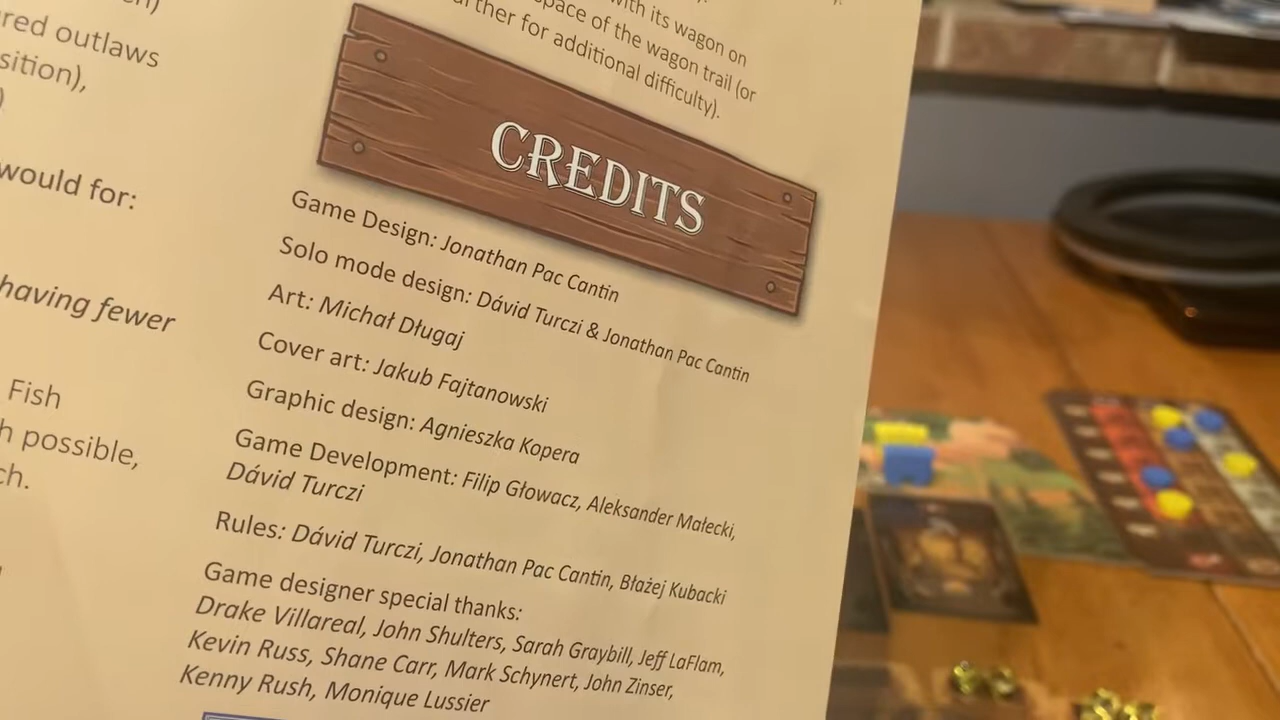 red outlaws
sition),
)
would for:
having fewer
Fish
h possible,
ch.
with its wagon on
space of the wagon trail (or
further for additional difficulty).
CREDITS
Game Design: Jonathan Pac Cantin
Solo mode design: Dávid Turczi & Jonathan Pac Cantin
Art: Michał Długaj
Cover art: Jakub Fajtanowski
Graphic design: Agnieszka Kopera
Game Development: Filip Głowacz, Aleksander Małecki,
Dávid Turczi
Rules: Dávid Turczi, Jonathan Pac Cantin, Błażej Kubacki
Game designer special thanks:
Drake Villareal, John Shulters, Sarah Graybill, Jeff LaFlam,
Kevin Russ, Shane Carr, Mark Schynert, John Zinser,
Kenny Rush, Monique Lussier